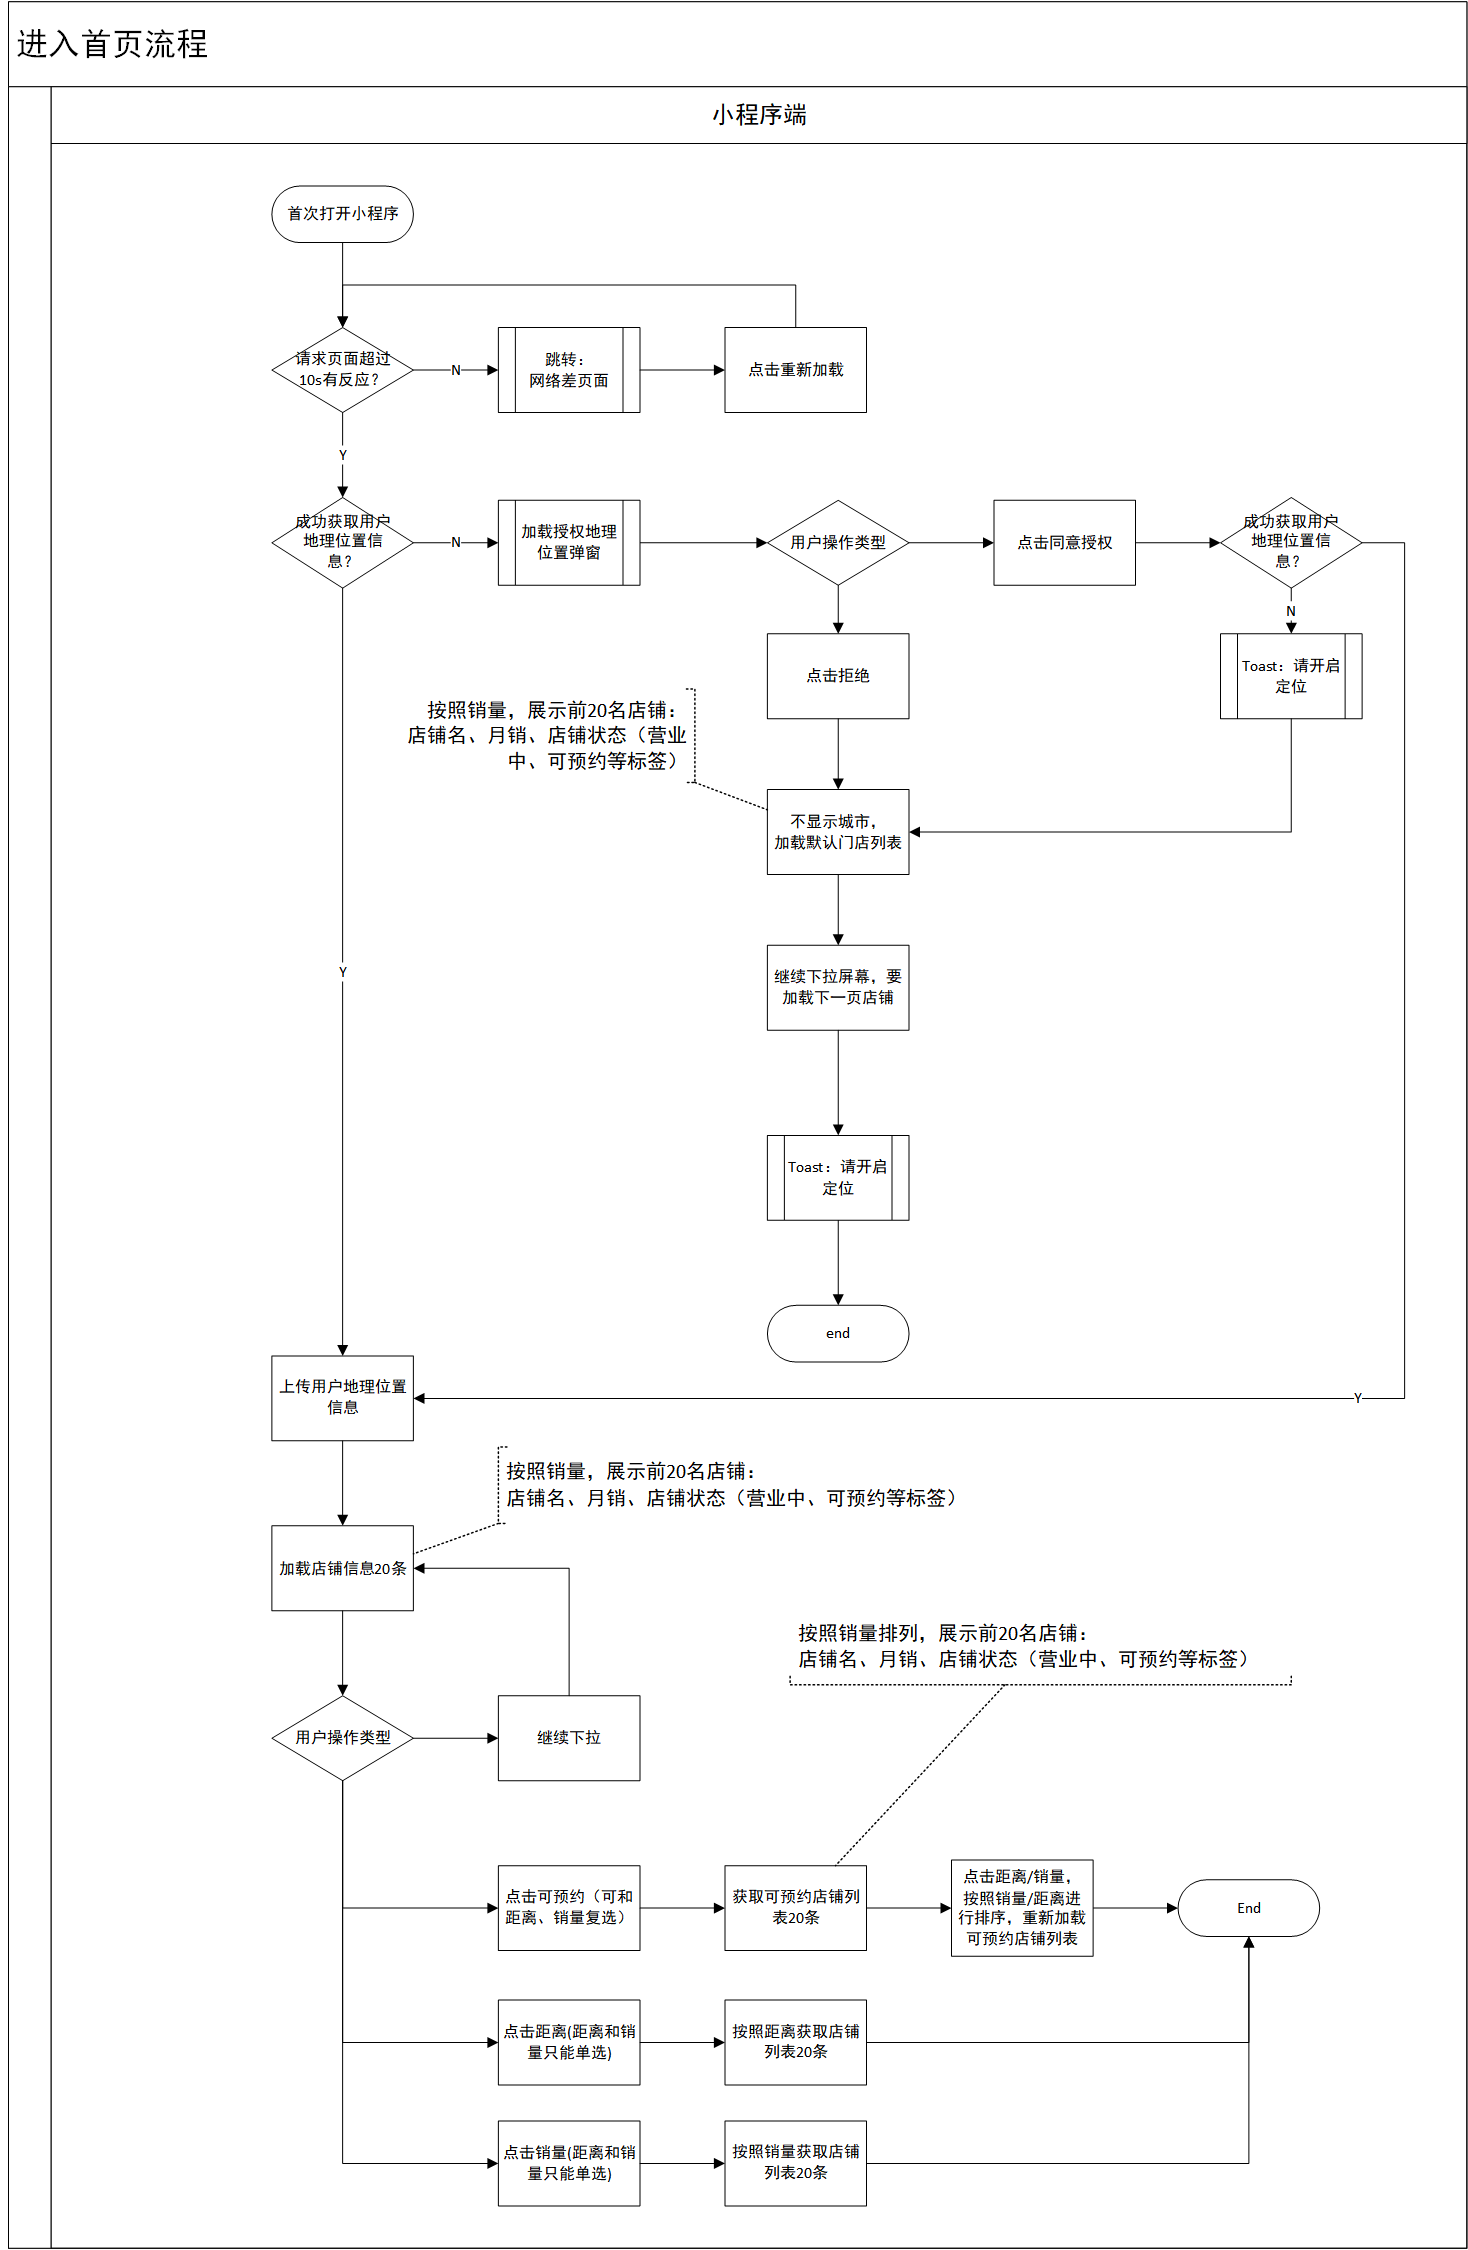 进入首页流程
小程序端
首次打开小程序
请求页面超过
10s有反应？
N
跳转：
网络差页面
点击重新加载
Y
成功获取用户
地理位置信
息？
N
加载授权地理
位置弹窗
用户操作类型
点击同意授权
成功获取用户
地理位置信
息？
N
点击拒绝
Toast：请开启
定位
按照销量，展示前20名店铺：
店铺名、月销、店铺状态（营业
中、可预约等标签）
不显示城市，
加载默认门店列表
Y
继续下拉屏幕，要
加载下一页店铺
Toast：请开启
定位
end
上传用户地理位置
信息
Y
按照销量，展示前20名店铺：
店铺名、月销、店铺状态（营业中、可预约等标签）
加载店铺信息20条
按照销量排列，展示前20名店铺：
店铺名、月销、店铺状态（营业中、可预约等标签）
用户操作类型
继续下拉
点击可预约（可和
距离、销量复选）
获取可预约店铺列
表20条
点击距离/销量，
按照销量/距离进
行排序，重新加载
可预约店铺列表
End
点击距离(距离和销
量只能单选)
按照距离获取店铺
列表20条
点击销量(距离和销
量只能单选)
按照销量获取店铺
列表20条